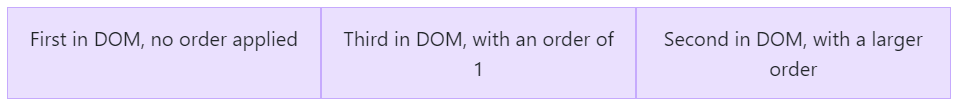 First in DOM, no order applied
Third in DOM, with an order of
1
Second in DOM, with a larger
order